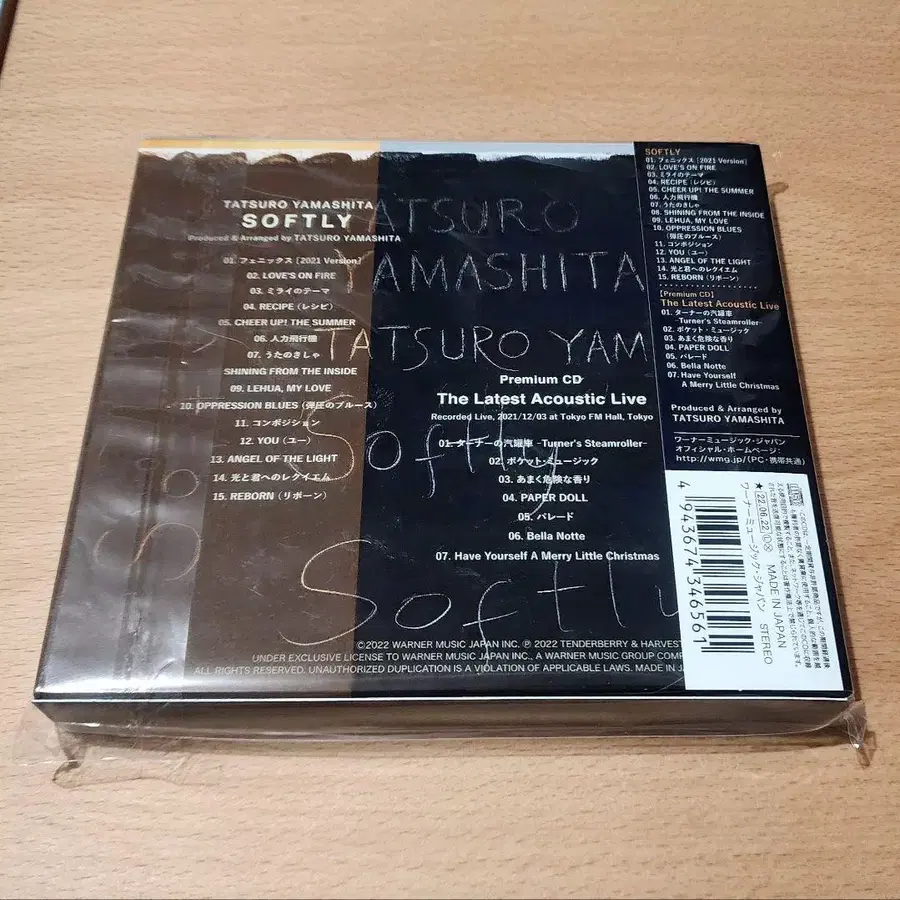 TATSURO YAMASHITA
SOFTLY
Produced & Arranged by TATSURO YAMASHITA
01. フェニックス [2021 Version]
02. LOVE'S ON FIRE
03. ミライのテーマ
04. RECIPE (レシピ)
05. CHEER UP! THE SUMMER
06. 人力飛行機
07. うたのきしゃ
SHINING FROM THE INSIDE
09. LEHUA, MY LOVE
10. OPPRESSION BLUES (弾圧のブルース)
11. コンポジション
12. YOU (ユー)
13. ANGEL OF THE LIGHT
14. 光と君へのレクイエム
15. REBORN (リボーン)
TATSURO
YAMASHITA
TATSURO YAM
Softly
Softly
Premium CD
The Latest Acoustic Live
Recorded Live, 2021/12/03 at Tokyo FM Hall, Tokyo
01. ターナーの汽罐車 -Turner's Steamroller-
02. ポケット・ミュージック
03. あまく危険な香り
04. PAPER DOLL
05. パレード
06. Bella Notte
07. Have Yourself A Merry Little Christmas
©2022 WARNER MUSIC JAPAN INC. ℗ 2022 TENDERBERRY & HARVEST
UNDER EXCLUSIVE LICENSE TO WARNER MUSIC JAPAN INC., A WARNER MUSIC GROUP COMP
ALL RIGHTS RESERVED. UNAUTHORIZED DUPLICATION IS A VIOLATION OF APPLICABLE LAWS. MADE IN J
SOFTLY
01. フェニックス [2021 Version]
02. LOVE'S ON FIRE
03. ミライのテーマ
04. RECIPE (レシピ)
05. CHEER UP! THE SUMMER
06. 人力飛行機
07. うたのきしゃ
08. SHINING FROM THE INSIDE
09. LEHUA, MY LOVE
10. OPPRESSION BLUES
(弾圧のブルース)
11. コンポジション
12. YOU (ユー)
13. ANGEL OF THE LIGHT
14. 光と君へのレクイエム
15. REBORN (リボーン)
【Premium CD】
The Latest Acoustic Live
01. ターナーの汽罐車
-Turner's Steamroller-
02. ポケット・ミュージック
03. あまく危険な香り
04. PAPER DOLL
05. パレード
06. Bella Notte
07. Have Yourself
A Merry Little Christmas
Produced & Arranged by
TATSURO YAMASHITA
ワーナーミュージック・ジャパン
オフィシャル・ホームページ:
http://wmg.jp/(PC・携帯共通)
4 943674 346561
★22.06.22 MADE IN JAPAN
ワーナーミュージック・ジャパン STEREO